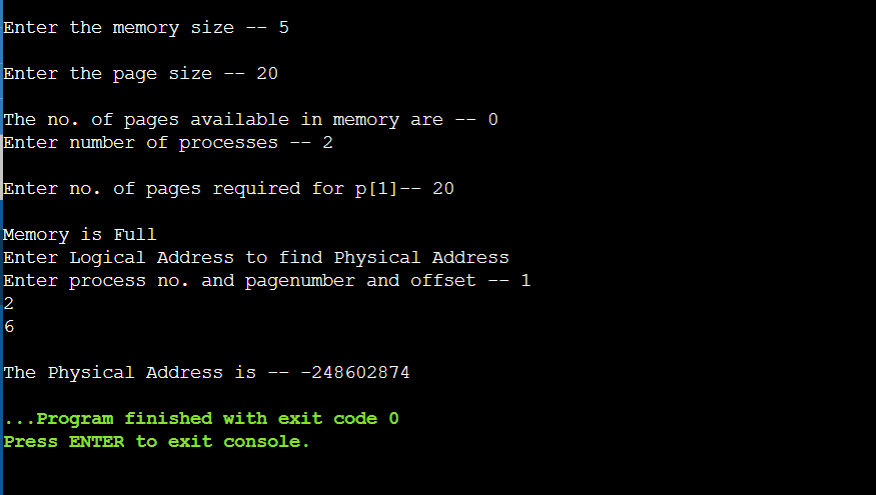 Enter the memory size -- 5
Enter the page size -- 20
The no. of pages available in memory are -- 0
Enter number of processes -- 2
Enter no. of pages required for p[1]-- 20
Memory is Full
Enter Logical Address to find Physical Address
Enter process no. and pagenumber and offset -- 1
2
6
The Physical Address is -- -248602874
...Program finished with exit code 0
Press ENTER to exit console.